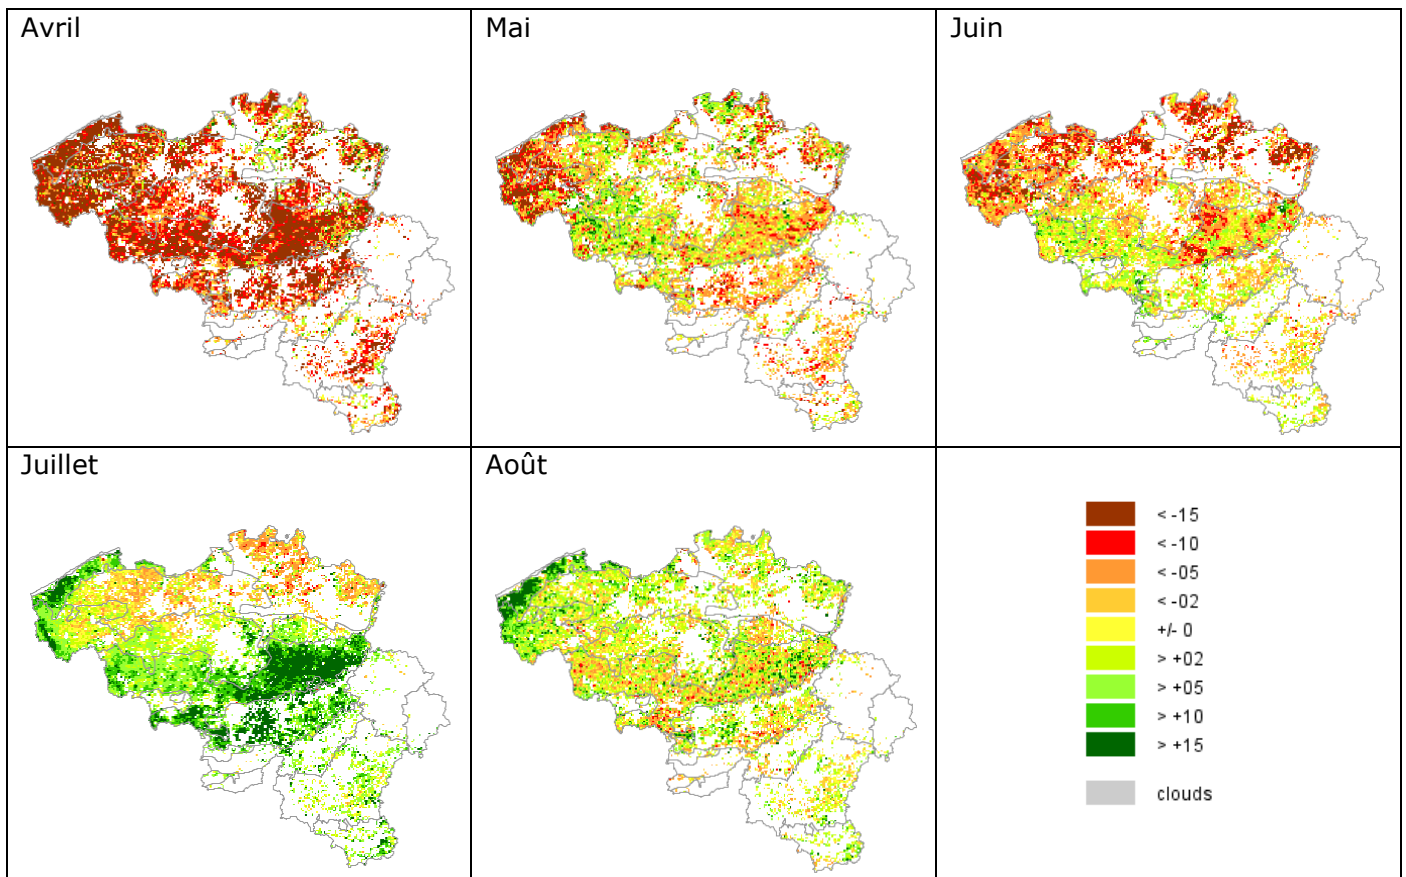 Avril
Mai
Juin
Juillet
Août
< -15
< -10
< -05
< -02
+/- 0
> +02
> +05
> +10
> +15
clouds